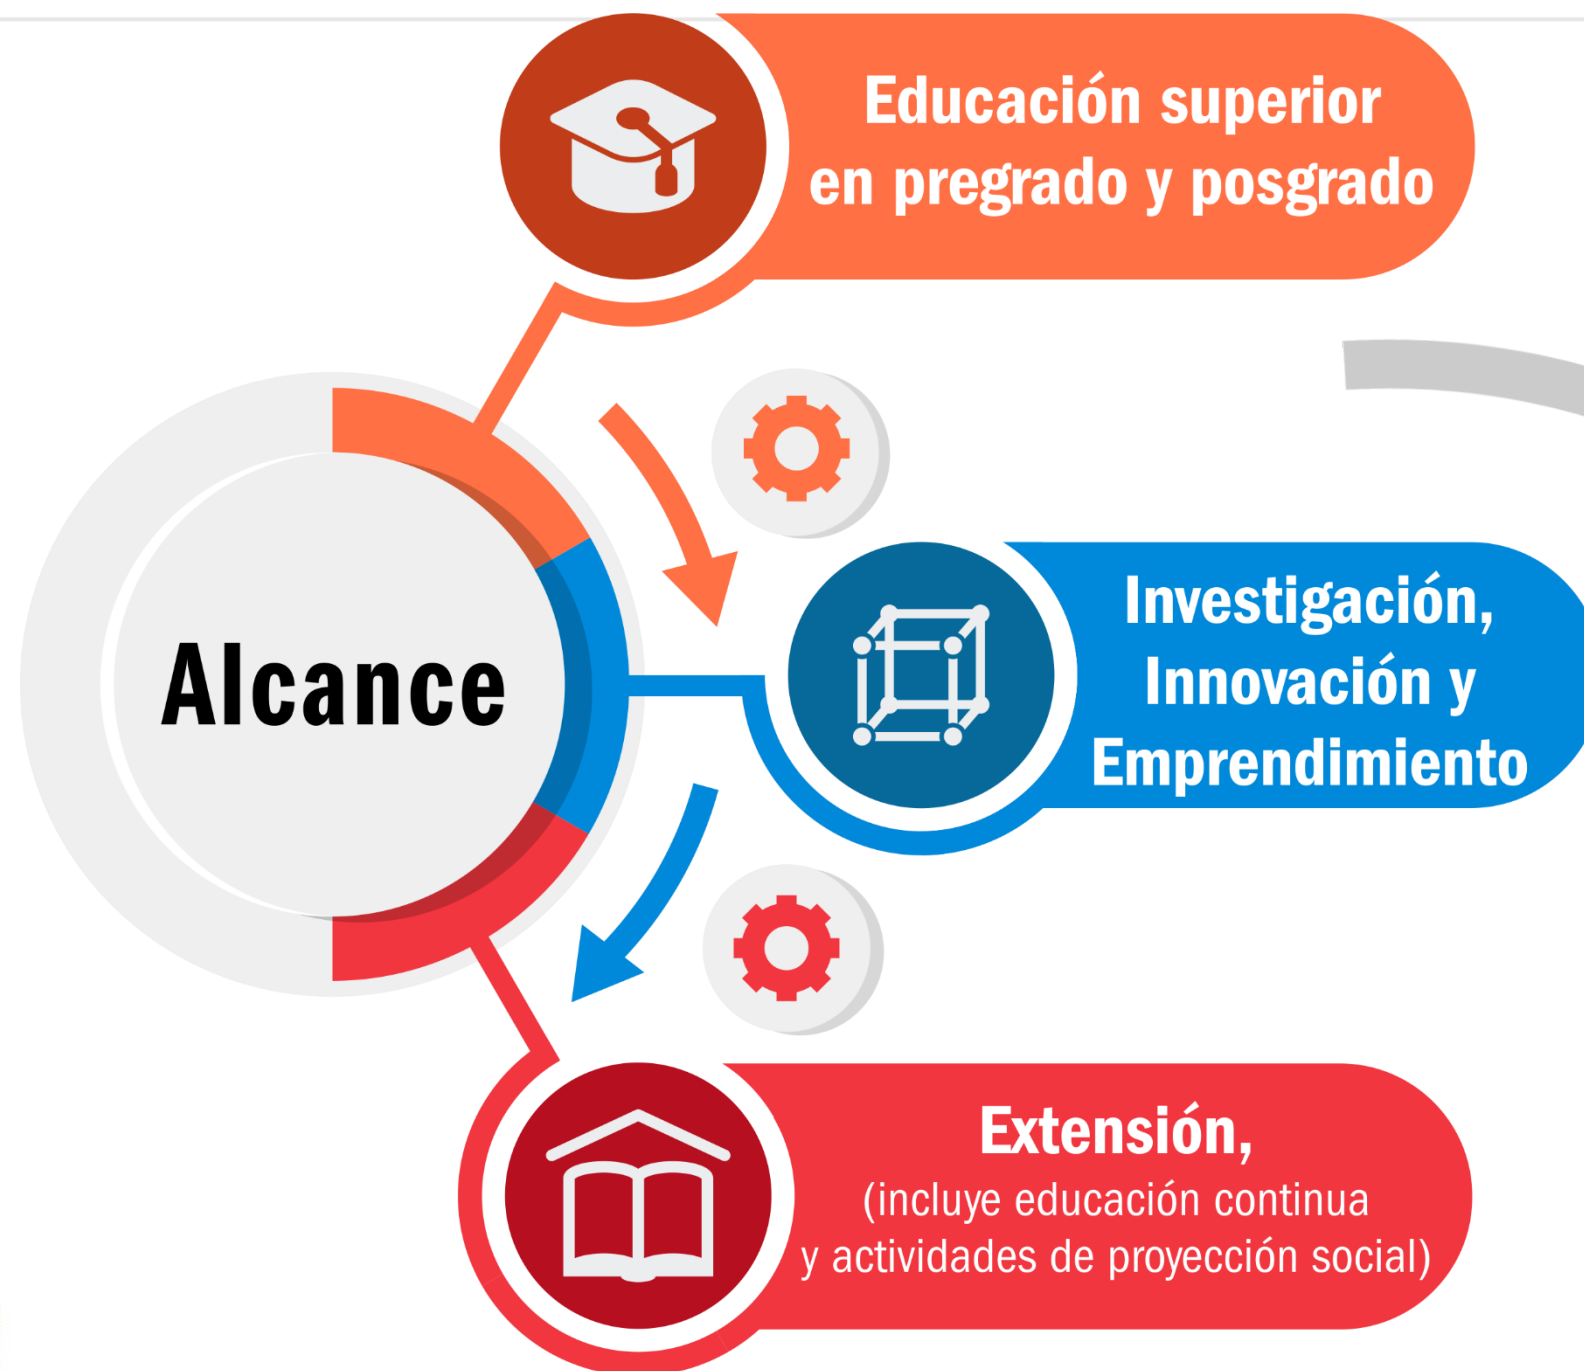 Educación superior
en pregrado y posgrado
Alcance
Investigación,
Innovación y
Emprendimiento
Extensión,
(incluye educación continua
y actividades de proyección social)